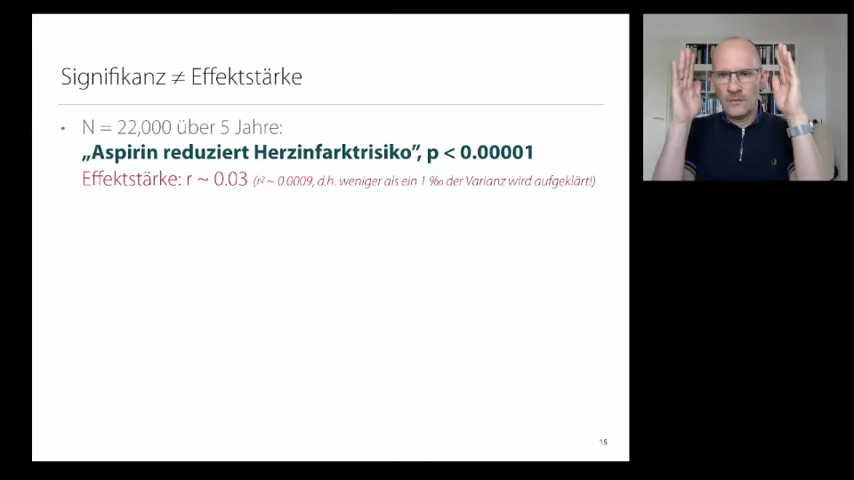 Signifikanz ≠ Effektstärke
• N = 22,000 über 5 Jahre:
„Aspirin reduziert Herzinfarktrisiko”, p < 0.00001
Effektstärke: r ~ 0.03 (r² ~ 0.0009, d.h. weniger als ein 1 ‰ der Varianz wird aufgeklärt!)
15